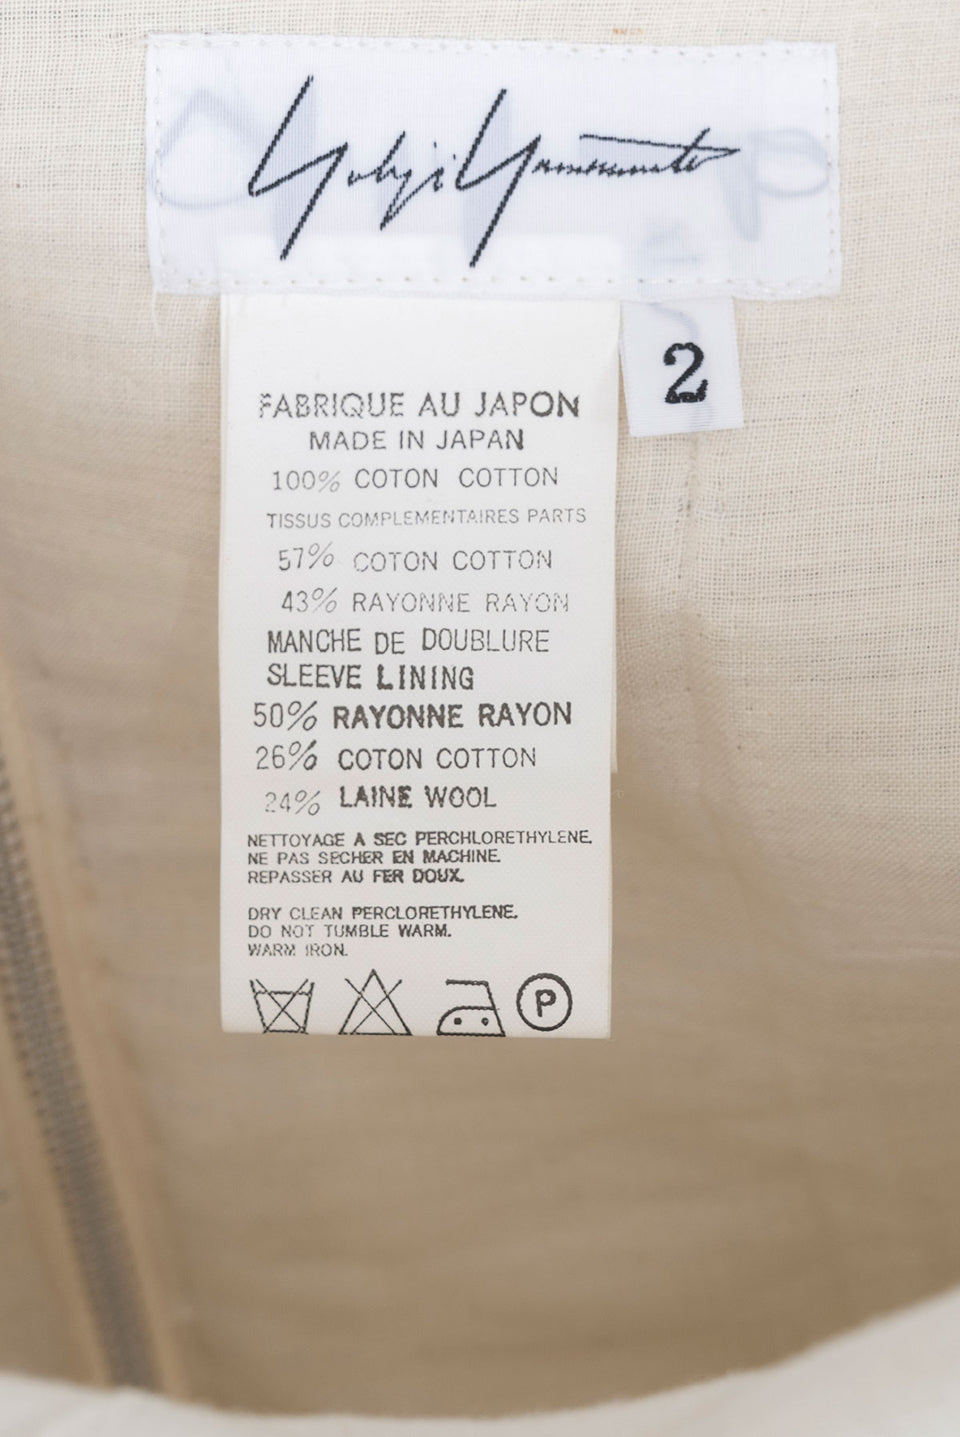 Yohji Yamamoto
2
FABRIQUE AU JAPON
MADE IN JAPAN
100% COTON COTTON
TISSUS COMPLEMENTAIRES PARTS
57% COTON COTTON
43% RAYONNE RAYON
MANCHE DE DOUBLURE
SLEEVE LINING
50% RAYONNE RAYON
26% COTON COTTON
24% LAINE WOOL
NETTOYAGE A SEC PERCHLORETHYLENE.
NE PAS SECHER EN MACHINE.
REPASSER AU FER DOUX.
DRY CLEAN PERCLORETHYLENE.
DO NOT TUMBLE WARM.
WARM IRON.
P